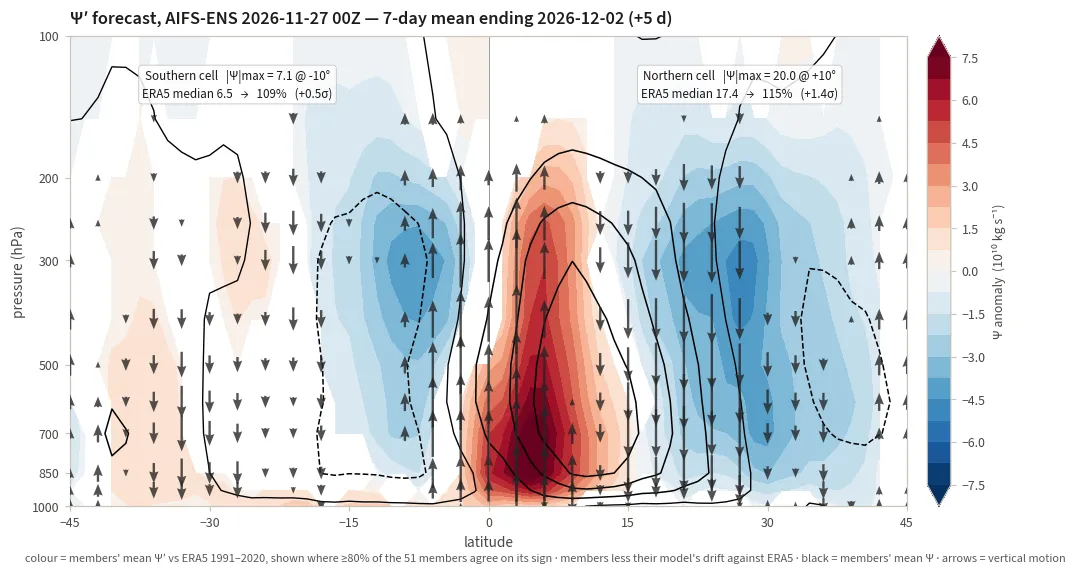 Ψ′ forecast, AIFS-ENS 2026-11-27 00Z — 7-day mean ending 2026-12-02 (+5 d)
Southern cell |Ψ|max = 7.1 @ -10°
ERA5 median 6.5 → 109% (+0.5σ)
Northern cell |Ψ|max = 20.0 @ +10°
ERA5 median 17.4 → 115% (+1.4σ)
100
200
300
500
700
850
1000
pressure (hPa)
−45
−30
−15
0
15
30
45
latitude
7.5
6.0
4.5
3.0
1.5
0.0
−1.5
−3.0
−4.5
−6.0
−7.5
Ψ anomaly (10¹⁰ kg s⁻¹)
colour = members' mean Ψ′ vs ERA5 1991–2020, shown where ≥80% of the 51 members agree on its sign · members less their model's drift against ERA5 · black = members' mean Ψ · arrows = vertical motion